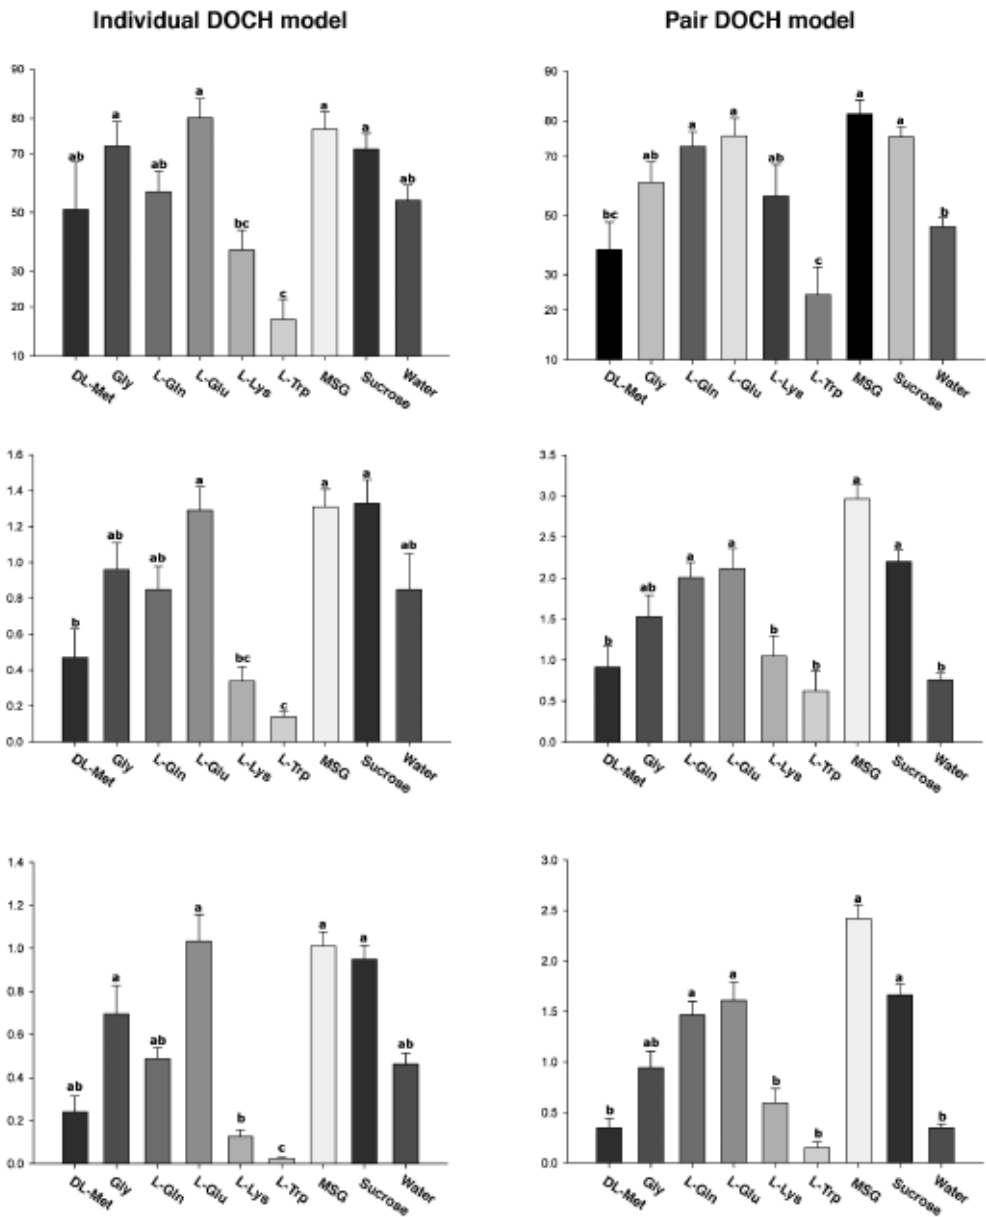 Individual DOCH model
Pair DOCH model
90
80
70
50
30
20
10
ab
a
ab
a
bc
c
a
a
ab
DL-Met
Gly
L-Gln
L-Glu
L-Lys
L-Trp
MSG
Sucrose
Water
90
80
70
50
30
20
10
bc
ab
a
a
ab
c
a
a
b
DL-Met
Gly
L-Gln
L-Glu
L-Lys
L-Trp
MSG
Sucrose
Water
1.6
1.4
1.2
1.0
0.8
0.6
0.4
0.2
0.0
b
ab
ab
a
bc
c
a
a
ab
DL-Met
Gly
L-Gln
L-Glu
L-Lys
L-Trp
MSG
Sucrose
Water
3.5
3.0
2.5
2.0
1.5
1.0
0.5
0.0
b
ab
a
a
b
b
a
a
b
DL-Met
Gly
L-Gln
L-Glu
L-Lys
L-Trp
MSG
Sucrose
Water
1.4
1.2
1.0
0.8
0.6
0.4
0.2
0.0
ab
a
ab
a
b
c
a
a
ab
DL-Met
Gly
L-Gln
L-Glu
L-Lys
L-Trp
MSG
Sucrose
Water
3.0
2.5
2.0
1.5
1.0
0.5
0.0
b
ab
a
a
b
b
a
a
b
DL-Met
Gly
L-Gln
L-Glu
L-Lys
L-Trp
MSG
Sucrose
Water